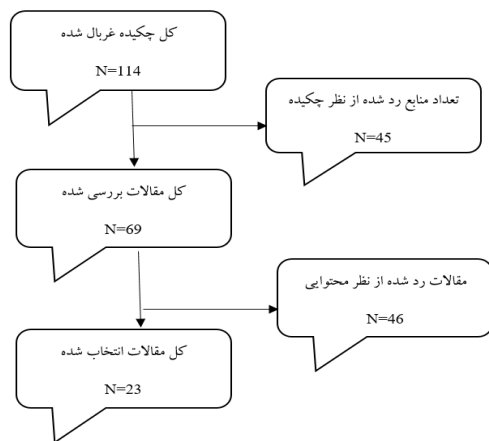 کل چکیده غربال شده
N=114
تعداد منابع رد شده از نظر چکیده
N=45
کل مقالات بررسی شده
N=69
مقالات رد شده از نظر محتوایی
N=46
کل مقالات انتخاب شده
N=23